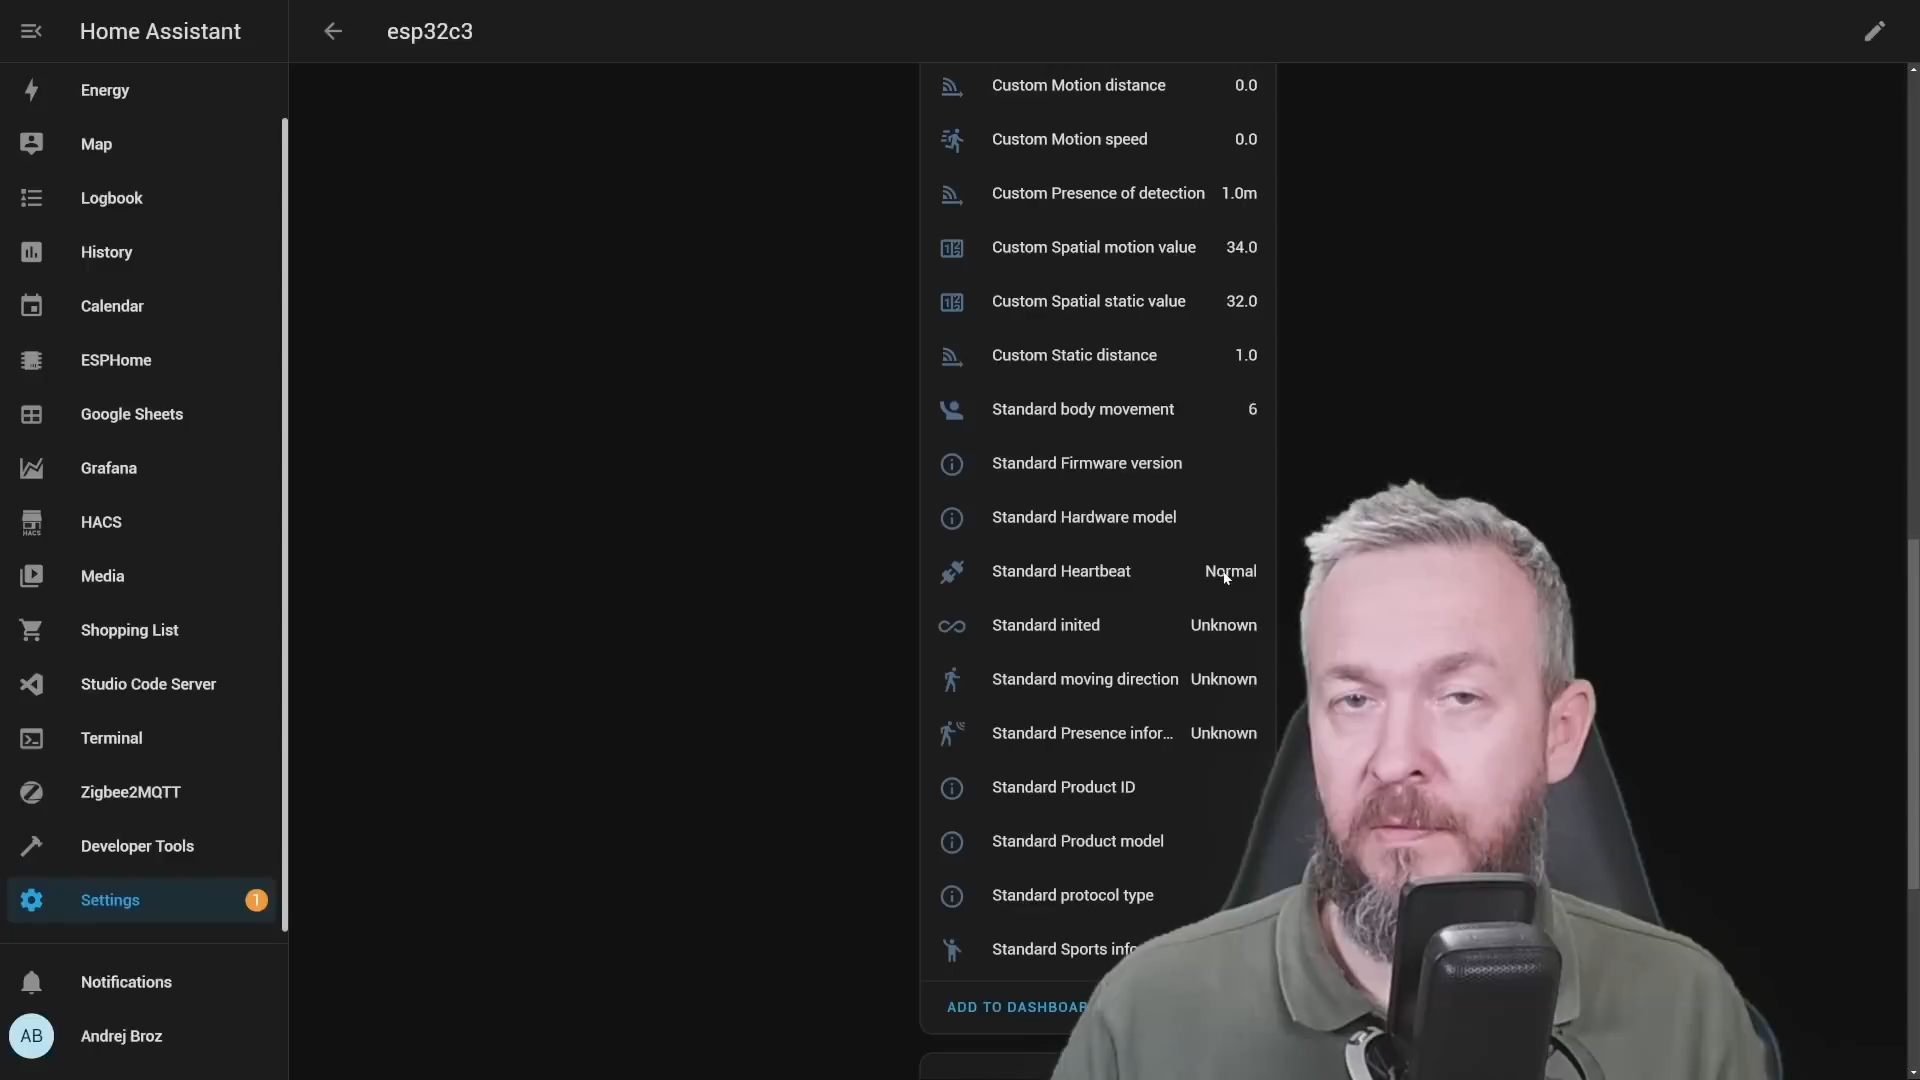 Home Assistant
esp32c3
Energy
Map
Logbook
History
Calendar
ESPHome
Google Sheets
Grafana
HACS
HACS
Media
Shopping List
Studio Code Server
Terminal
Zigbee2MQTT
Developer Tools
Settings 1
Notifications
AB Andrej Broz
Custom Motion distance 0.0
Custom Motion speed 0.0
Custom Presence of detection 1.0m
Custom Spatial motion value 34.0
Custom Spatial static value 32.0
Custom Static distance 1.0
Standard body movement 6
Standard Firmware version
Standard Hardware model
Standard Heartbeat Normal
Standard inited Unknown
Standard moving direction Unknown
Standard Presence infor... Unknown
Standard Product ID
Standard Product model
Standard protocol type
Standard Sports info
ADD TO DASHBOAR